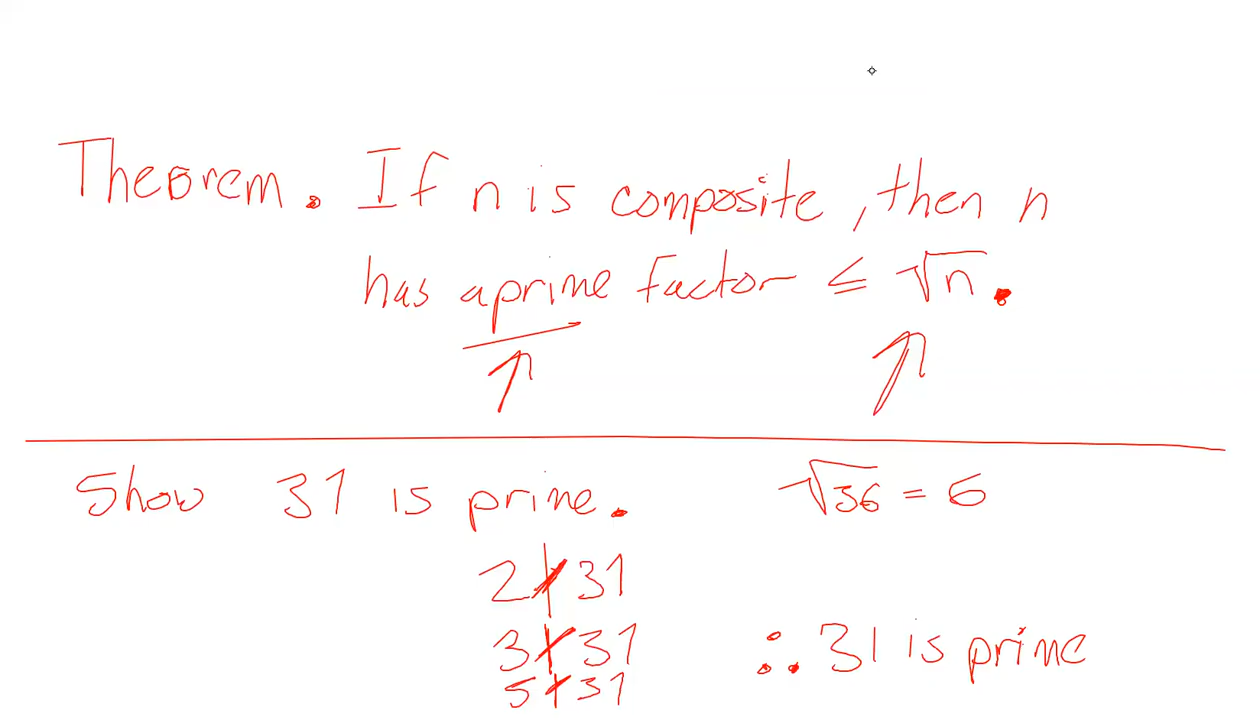 Theorem. If n is composite, then n
has a prime factor ≤ √n.
Show 31 is prime.
√36 = 6
2 ∤ 31
3 ∤ 31
5 ∤ 31
∴ 31 is prime